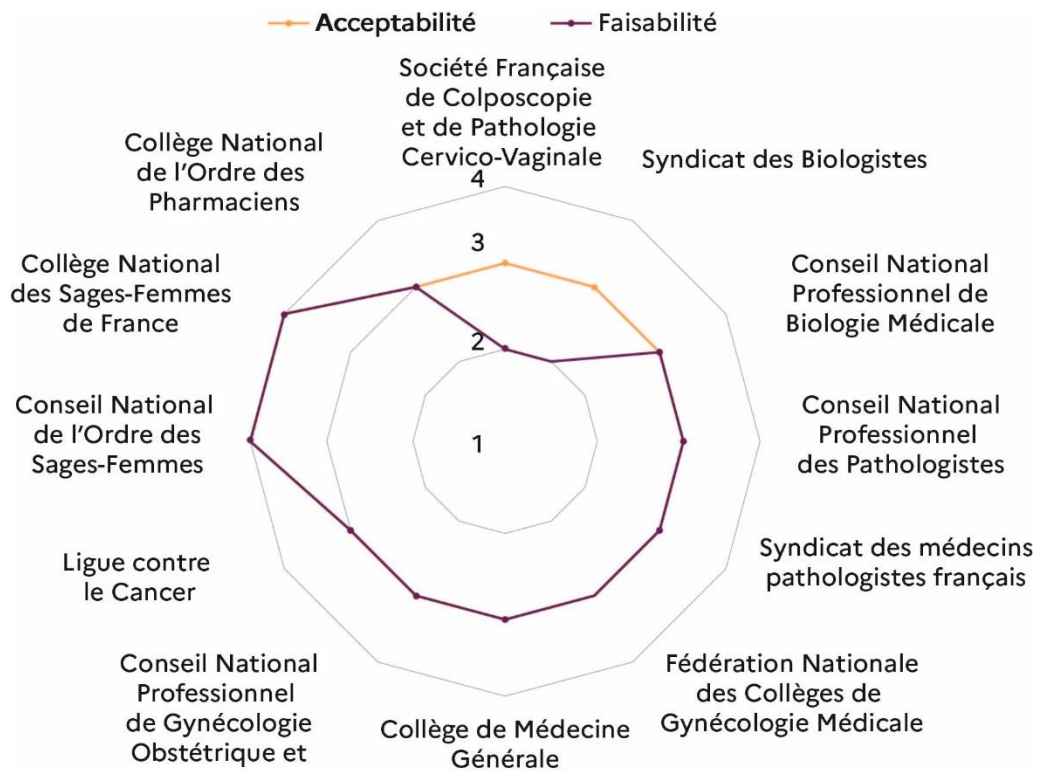 Acceptabilité
Faisabilité
Société Française
de Colposcopie
et de Pathologie
Cervico-Vaginale
Syndicat des Biologistes
Conseil National
Professionnel de
Biologie Médicale
Conseil National
Professionnel
des Pathologistes
Syndicat des médecins
pathologistes français
Fédération Nationale
des Collèges de
Gynécologie Médicale
Collège de Médecine
Générale
Conseil National
Professionnel
de Gynécologie
Obstétrique et
Ligue contre
le Cancer
Conseil National
de l'Ordre des
Sages-Femmes
Collège National
des Sages-Femmes
de France
Collège National
de l'Ordre des
Pharmaciens
4
3
2
1